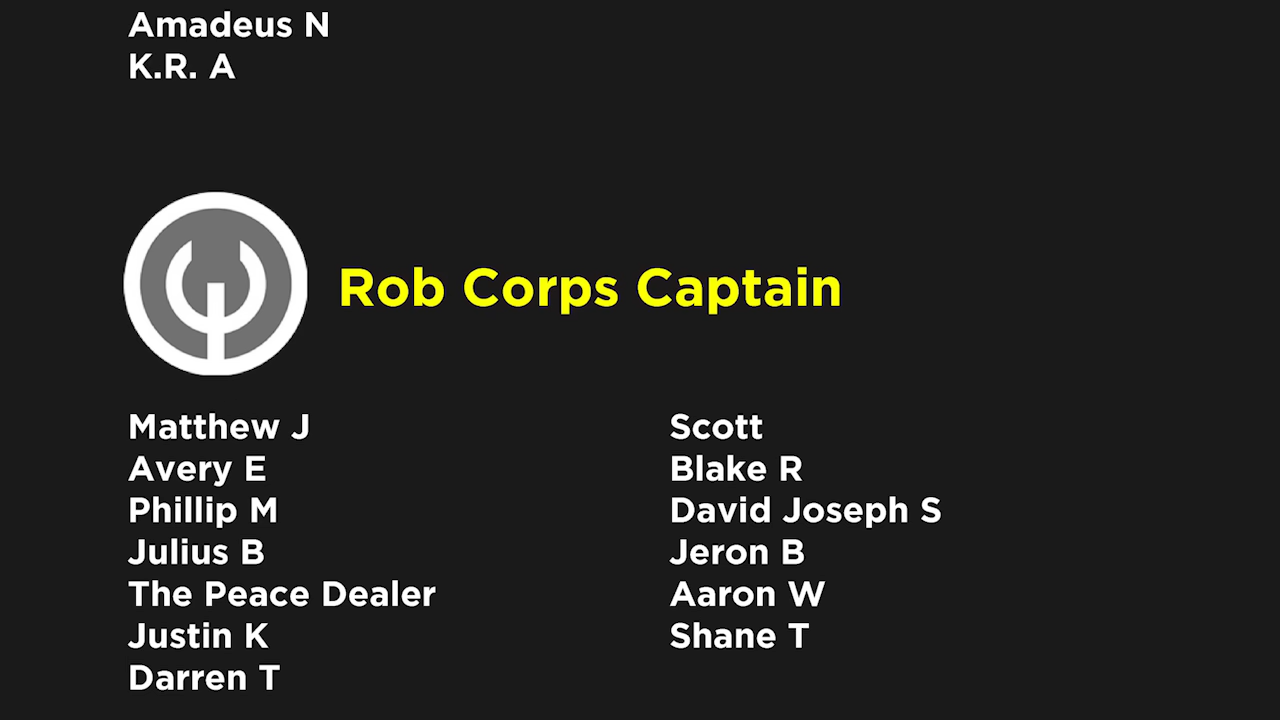 Amadeus N
K.R. A
Rob Corps Captain
Matthew J
Avery E
Phillip M
Julius B
The Peace Dealer
Justin K
Darren T
Scott
Blake R
David Joseph S
Jeron B
Aaron W
Shane T